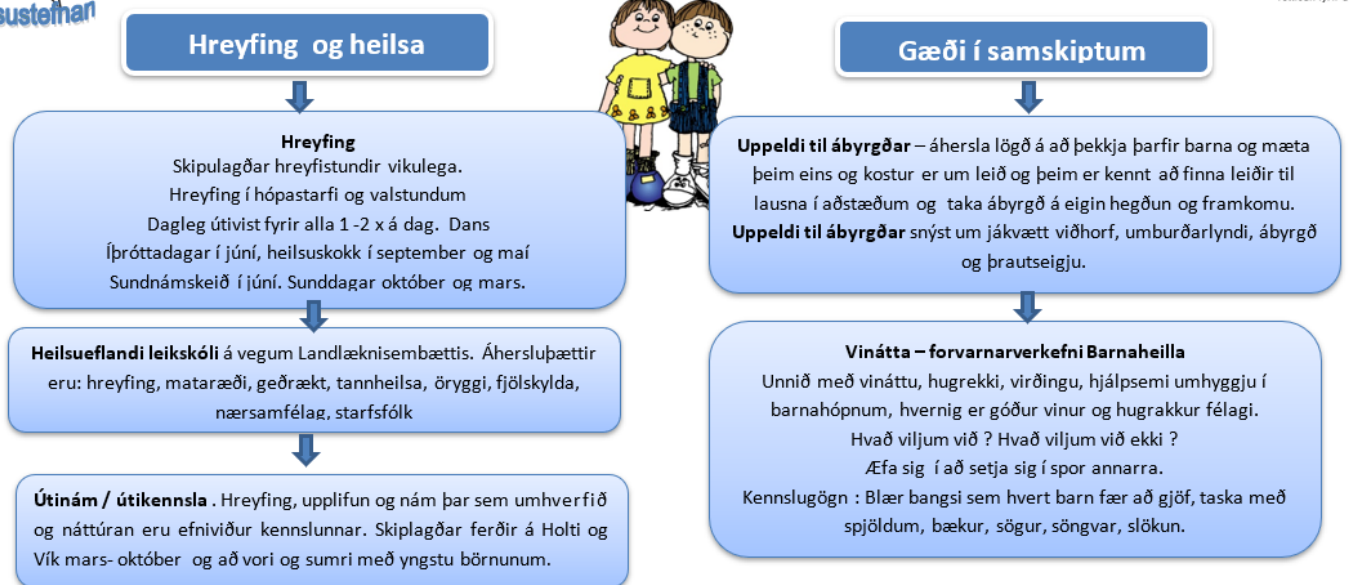 Hreyfing og heilsa
Hreyfing
Skipulagðar hreyfistundir vikulega.
Hreyfing í hópastarfi og valstundum
Dagleg útivist fyrir alla 1 -2 x á dag. Dans
Íþróttadagar í júní, heilsuskokk í september og maí
Sundnámskeið í júní. Sunddagar október og mars.
Heilsueflandi leikskóli á vegum Landlæknisembættis. Áhersluþættir
eru: hreyfing, mataræði, geðrækt, tannheilsa, öryggi, fjölskylda,
nærsamfélag, starfsfólk
Útinám / útikennsla . Hreyfing, upplifun og nám þar sem umhverfið
og náttúran eru efniviður kennslunnar. Skiplagðar ferðir á Holti og
Vík mars- október og að vori og sumri með yngstu börnunum.
Gæði í samskiptum
Uppeldi til ábyrgðar – áhersla lögð á að þekkja þarfir barna og mæta
þeim eins og kostur er um leið og þeim er kennt að finna leiðir til
lausna í aðstæðum og taka ábyrgð á eigin hegðun og framkomu.
Uppeldi til ábyrgðar snýst um jákvætt viðhorf, umburðarlyndi, ábyrgð
og þrautseigju.
Vinátta – forvarnarverkefni Barnaheilla
Unnið með vináttu, hugrekki, virðingu, hjálpsemi umhyggju í
barnahópnum, hvernig er góður vinur og hugrakkur félagi.
Hvað viljum við ? Hvað viljum við ekki ?
Æfa sig í að setja sig í spor annarra.
Kennslugögn : Blær bangsi sem hvert barn fær að gjöf, taska með
spjöldum, bækur, sögur, söngvar, slökun.